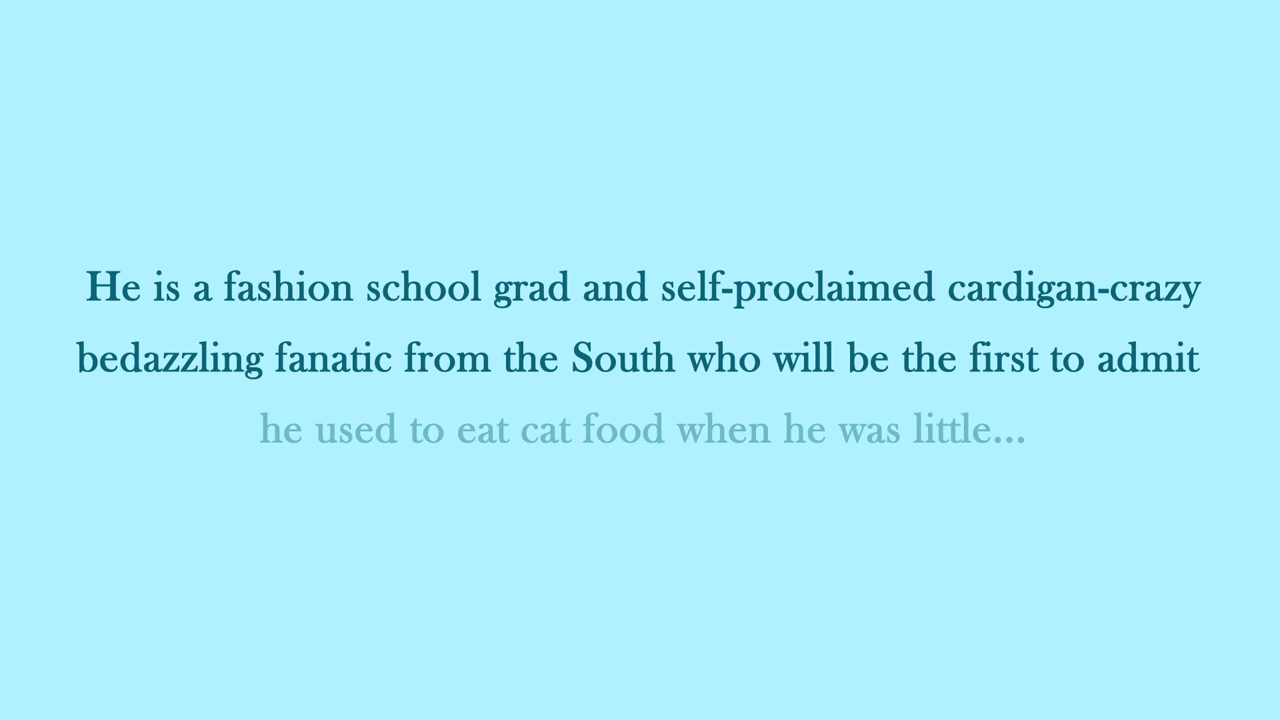 He is a fashion school grad and self-proclaimed cardigan-crazy
bedazzling fanatic from the South who will be the first to admit
he used to eat cat food when he was little...